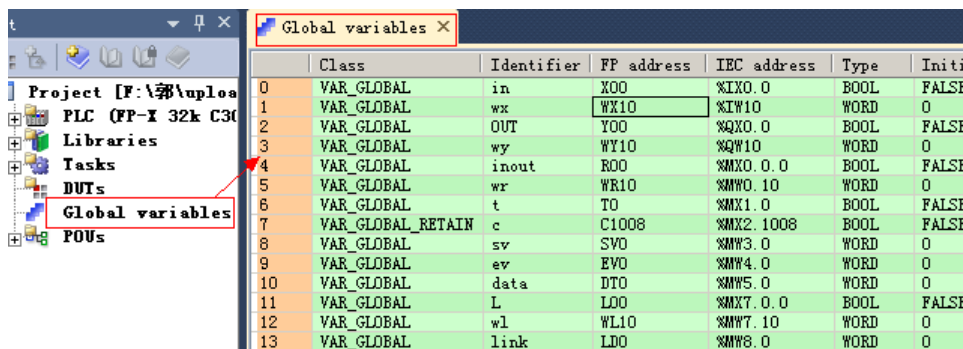 t
Global variables
Project [F:\郭\uploa
PLC (FP-X 32k C30
Libraries
Tasks
DUTs
Global variables
POUs
Class Identifier FP address IEC address Type Initi
0 VAR_GLOBAL in X00 %IX0.0 BOOL FALSE
1 VAR_GLOBAL wx WX10 %IW10 WORD 0
2 VAR_GLOBAL OUT Y00 %QX0.0 BOOL FALSE
3 VAR_GLOBAL wy WY10 %QW10 WORD 0
4 VAR_GLOBAL inout R00 %MX0.0.0 BOOL FALSE
5 VAR_GLOBAL wr WR10 %MW0.10 WORD 0
6 VAR_GLOBAL t T0 %MX1.0 BOOL FALSE
7 VAR_GLOBAL_RETAIN c C1008 %MX2.1008 BOOL FALSE
8 VAR_GLOBAL sv SV0 %MW3.0 WORD 0
9 VAR_GLOBAL ev EV0 %MW4.0 WORD 0
10 VAR_GLOBAL data DT0 %MW5.0 WORD 0
11 VAR_GLOBAL L L00 %MX7.0.0 BOOL FALSE
12 VAR_GLOBAL wl WL10 %MW7.10 WORD 0
13 VAR_GLOBAL link LD0 %MW8.0 WORD 0